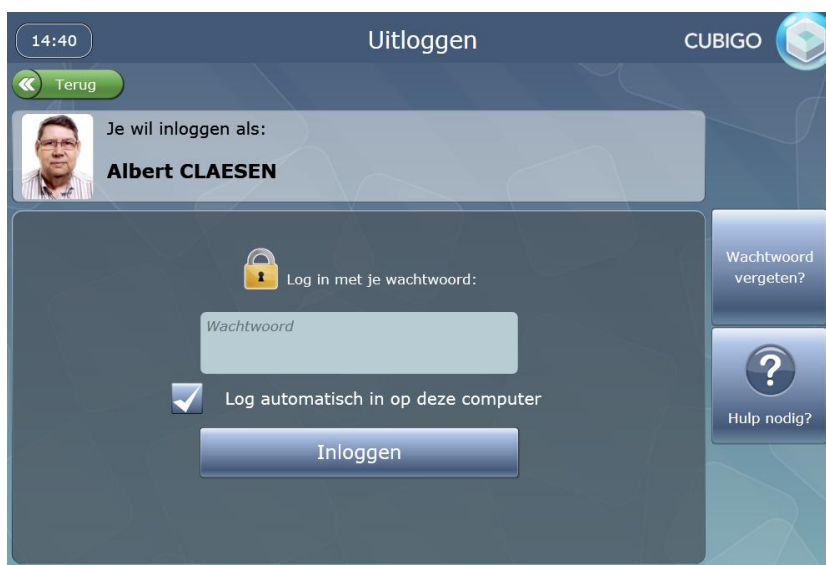 14:40
Uitloggen
CUBIGO
Terug
Je wil inloggen als:
Albert CLAESEN
Log in met je wachtwoord:
Wachtwoord
Log automatisch in op deze computer
Inloggen
Wachtwoord
vergeten?
?
Hulp nodig?